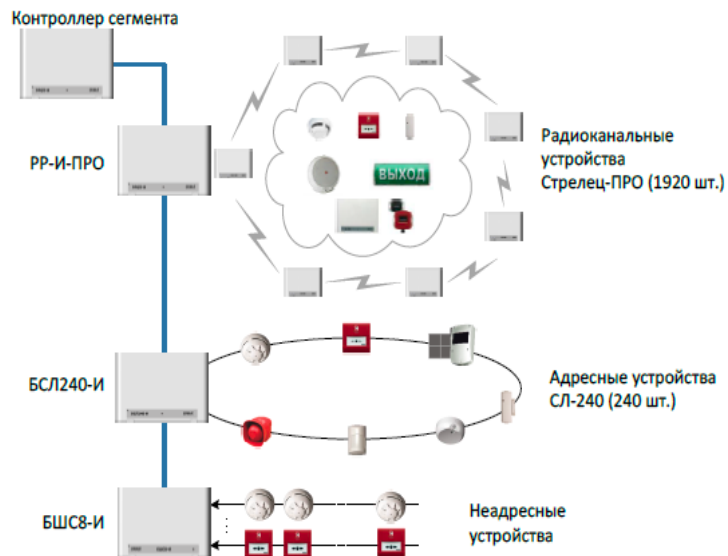 Контроллер сегмента
РР-И-ПРО
ВЫХОД
Радиоканальные
устройства
Стрелец-ПРО (1920 шт.)
БСЛ240-И
Адресные устройства
СЛ-240 (240 шт.)
БШС8-И
Неадресные
устройства